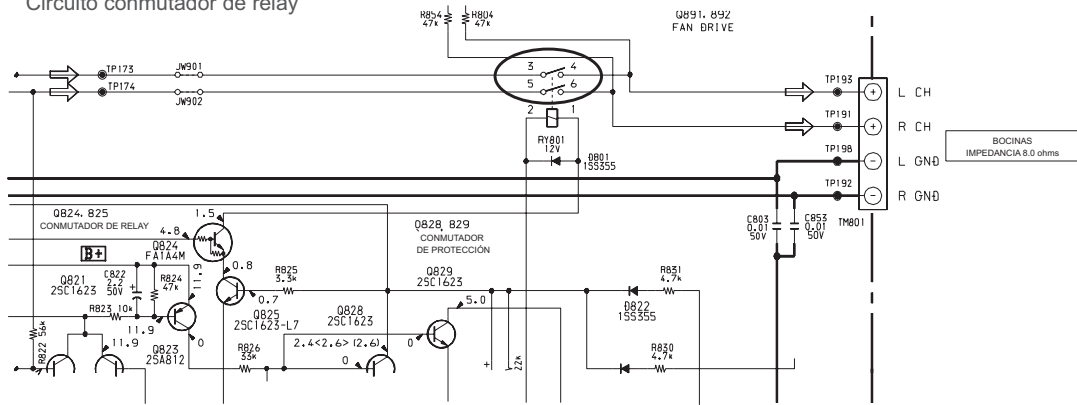 Circuito conmutador de relay
R854
47k
R804
47k
Q891, 892
FAN DRIVE
TP173
JW901
TP174
JW902
3 4
5 6
2 1
RY801
12V
D801
1SS355
TP193
L CH
TP191
R CH
TP198
L GND
TP192
R GND
TM801
BOCINAS
IMPEDANCIA 8.0 ohms
C803
0.01
50V
C853
0.01
50V
Q824, 825
CONMUTADOR DE RELAY
1.5
4.8
Q824
FA1A4M
B+
Q828, 829
CONMUTADOR
DE PROTECCIÓN
Q821
2SC1623
C822
2.2
50V
R824
47k
11.9
0.8
R825
3.3k
0.7
Q825
2SC1623-L7
Q829
2SC1623
5.0
R831
4.7k
D822
1SS355
R823 10k
11.9
11.9
Q823
2SA812
0
R826
33k
Q828
2SC1623
2.4<2.6>(2.6)
0
0
R822 56k
22k
R830
4.7k